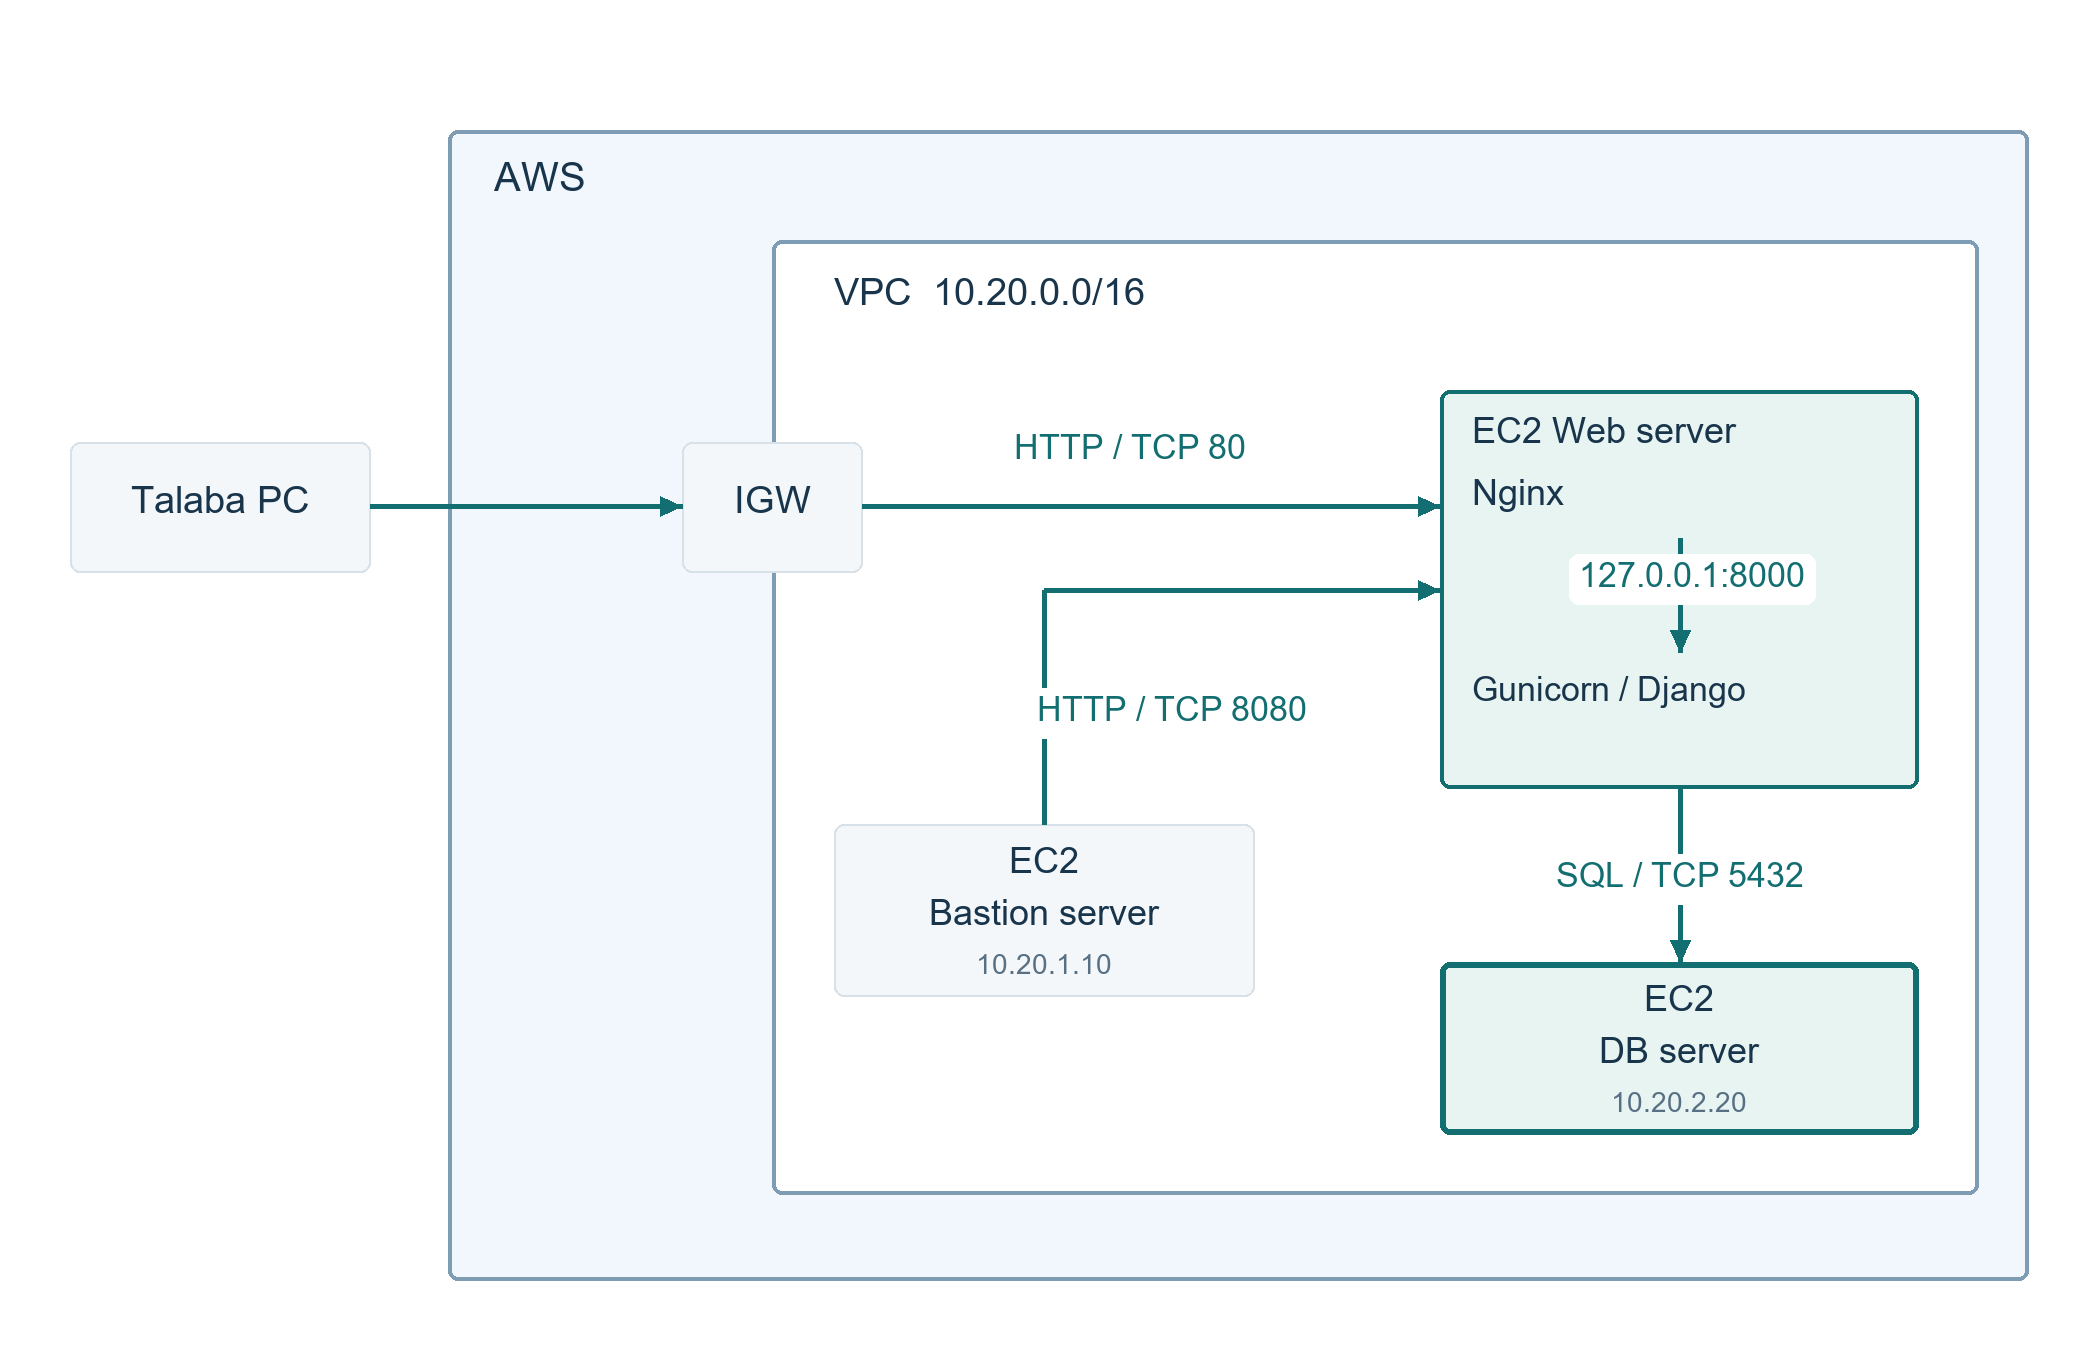 AWS
VPC  10.20.0.0/16
Talaba PC
IGW
HTTP / TCP 80
EC2 Web server
Nginx
127.0.0.1:8000
Gunicorn / Django
HTTP / TCP 8080
EC2
Bastion server
10.20.1.10
SQL / TCP 5432
EC2
DB server
10.20.2.20